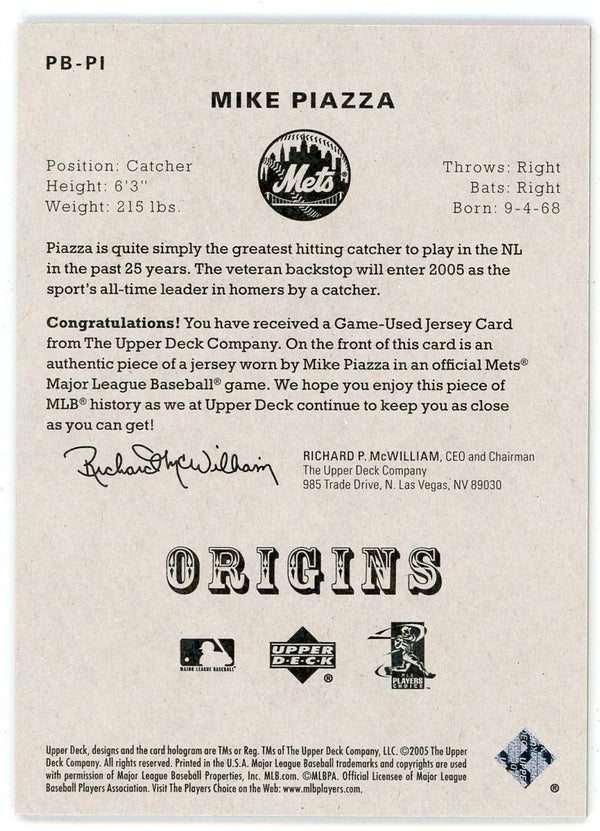 PB-PI
MIKE PIAZZA
Position: Catcher
Height: 6'3"
Weight: 215 lbs.
Mets®
Throws: Right
Bats: Right
Born: 9-4-68
Piazza is quite simply the greatest hitting catcher to play in the NL
in the past 25 years. The veteran backstop will enter 2005 as the
sport's all-time leader in homers by a catcher.
Congratulations! You have received a Game-Used Jersey Card
from The Upper Deck Company. On the front of this card is an
authentic piece of a jersey worn by Mike Piazza in an official Mets®
Major League Baseball® game. We hope you enjoy this piece of
MLB® history as we at Upper Deck continue to keep you as close
as you can get!
Richard McWilliam
RICHARD P. McWILLIAM, CEO and Chairman
The Upper Deck Company
985 Trade Drive, N. Las Vegas, NV 89030
ORIGINS
MAJOR LEAGUE BASEBALL®
UPPER
DECK®
MLB
PLAYERS
CHOICE
Upper Deck, designs and the card hologram are TMs or Reg. TMs of The Upper Deck Company, LLC. ©2005 The Upper
Deck Company. All rights reserved. Printed in the U.S.A. Major League Baseball trademarks and copyrights are used
with permission of Major League Baseball Properties, Inc. MLB.com. ©MLBPA. Official Licensee of Major League
Baseball Players Association. Visit The Players Choice on the Web: www.mlbplayers.com.
®